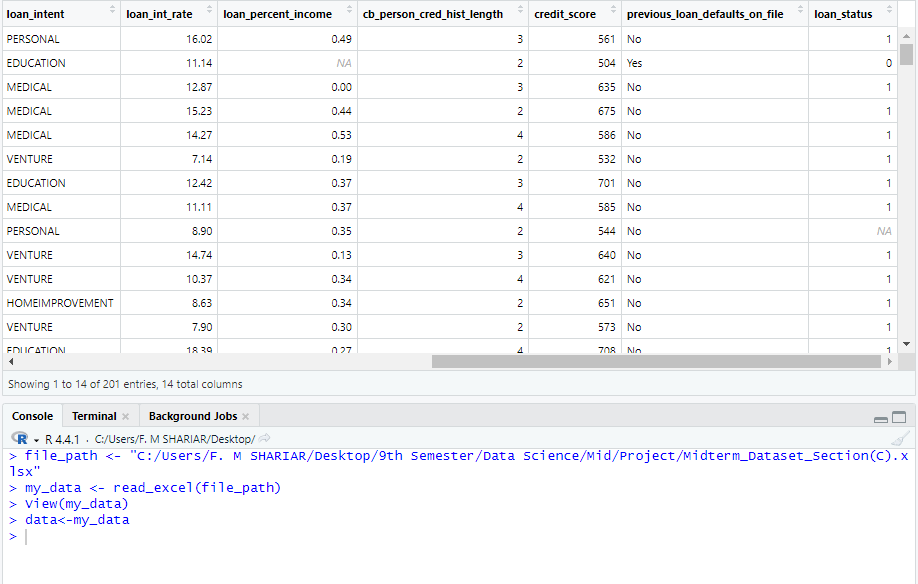 loan_intent loan_int_rate loan_percent_income cb_person_cred_hist_length credit_score previous_loan_defaults_on_file loan_status
PERSONAL 16.02 0.49 3 561 No 1
EDUCATION 11.14 NA 2 504 Yes 0
MEDICAL 12.87 0.00 3 635 No 1
MEDICAL 15.23 0.44 2 675 No 1
MEDICAL 14.27 0.53 4 586 No 1
VENTURE 7.14 0.19 2 532 No 1
EDUCATION 12.42 0.37 3 701 No 1
MEDICAL 11.11 0.37 4 585 No 1
PERSONAL 8.90 0.35 2 544 No NA
VENTURE 14.74 0.13 3 640 No 1
VENTURE 10.37 0.34 4 621 No 1
HOMEIMPROVEMENT 8.63 0.34 2 651 No 1
VENTURE 7.90 0.30 2 573 No 1
EDUCATION 18.39 0.27 4 708 No 1
Showing 1 to 14 of 201 entries, 14 total columns
Console Terminal Background Jobs
R R 4.4.1 · C:/Users/F. M SHARIAR/Desktop/
> file_path <- "C:/Users/F. M SHARIAR/Desktop/9th Semester/Data Science/Mid/Project/Midterm_Dataset_Section(C).x
lsx"
> my_data <- read_excel(file_path)
> View(my_data)
> data<-my_data
>